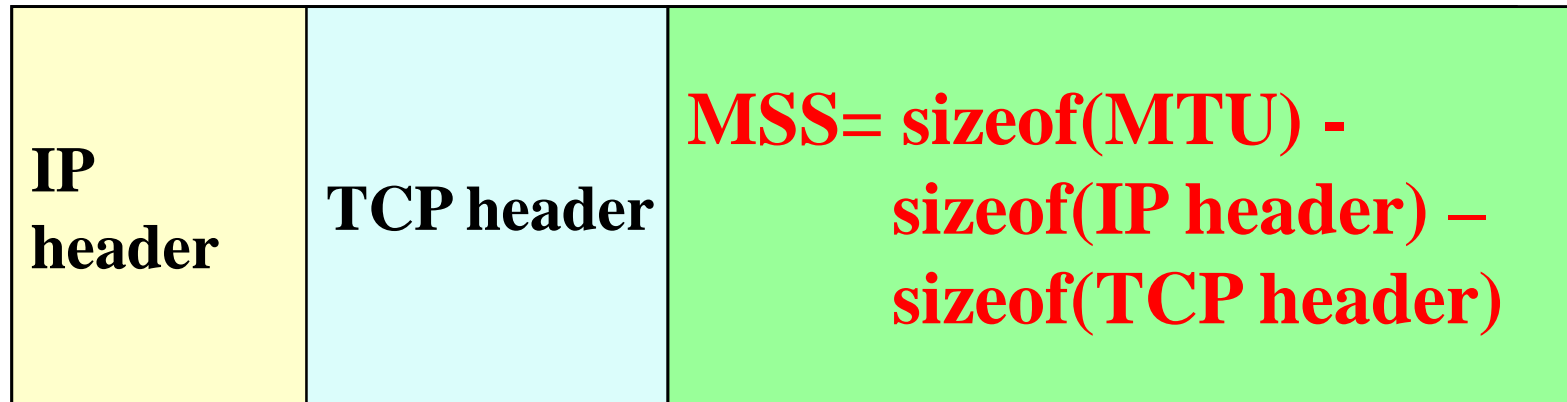 IP
header
TCP header
MSS= sizeof(MTU) -
sizeof(IP header) –
sizeof(TCP header)